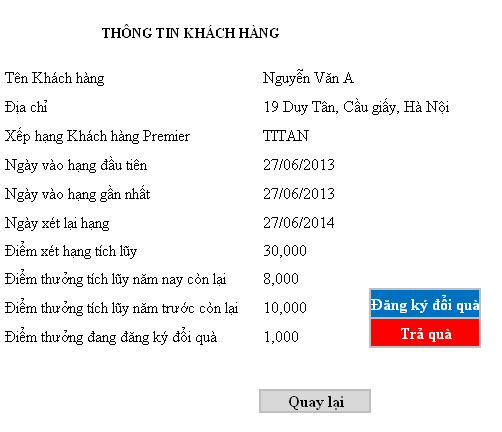 THÔNG TIN KHÁCH HÀNG
Tên Khách hàng Nguyễn Văn A
Địa chỉ 19 Duy Tân, Cầu giấy, Hà Nội
Xếp hạng Khách hàng Premier TITAN
Ngày vào hạng đầu tiên 27/06/2013
Ngày vào hạng gần nhất 27/06/2013
Ngày xét lại hạng 27/06/2014
Điểm xét hạng tích lũy 30,000
Điểm thưởng tích lũy năm nay còn lại 8,000
Điểm thưởng tích lũy năm trước còn lại 10,000 Đăng ký đổi quà
Điểm thưởng đang đăng ký đổi quà 1,000 Trả quà
Quay lại